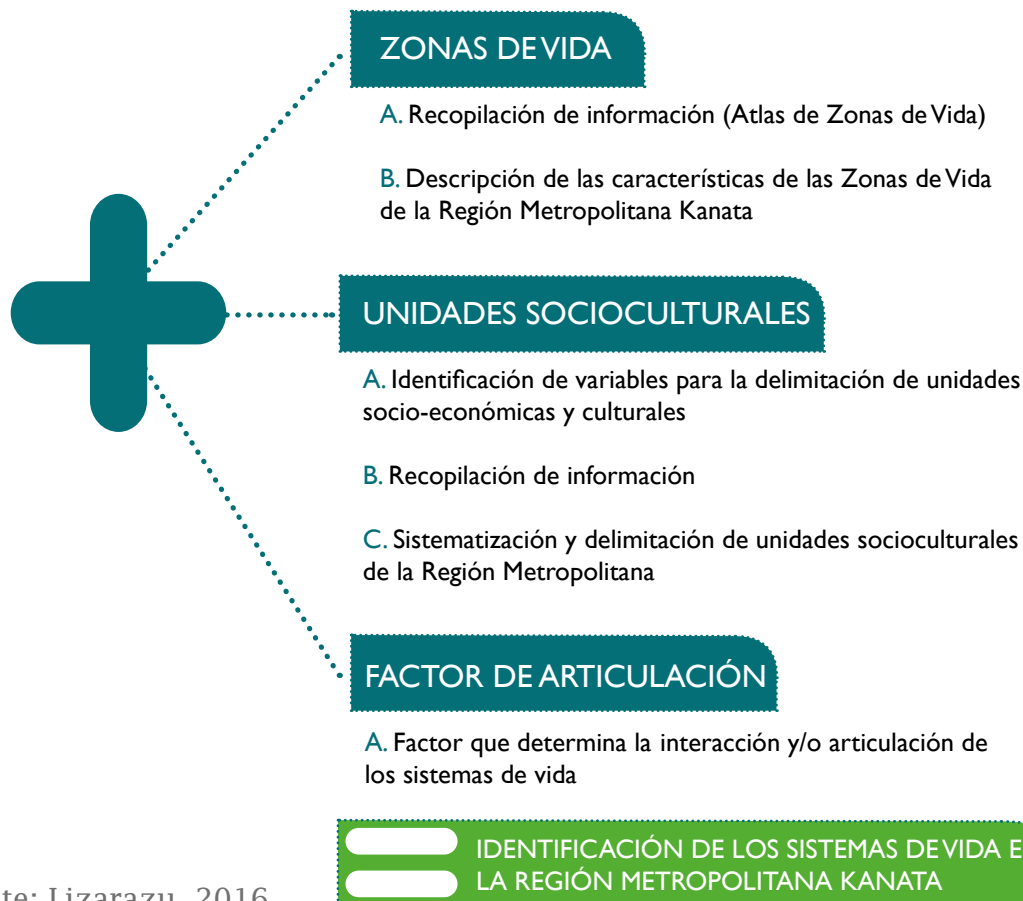 ZONAS DE VIDA
A. Recopilación de información (Atlas de Zonas de Vida)
B. Descripción de las características de las Zonas de Vida
de la Región Metropolitana Kanata
UNIDADES SOCIOCULTURALES
A. Identificación de variables para la delimitación de unidades
socio-económicas y culturales
B. Recopilación de información
C. Sistematización y delimitación de unidades socioculturales
de la Región Metropolitana
FACTOR DE ARTICULACIÓN
A. Factor que determina la interacción y/o articulación de
los sistemas de vida
IDENTIFICACIÓN DE LOS SISTEMAS DE VIDA E
LA REGIÓN METROPOLITANA KANATA
te: Lizarazu, 2016